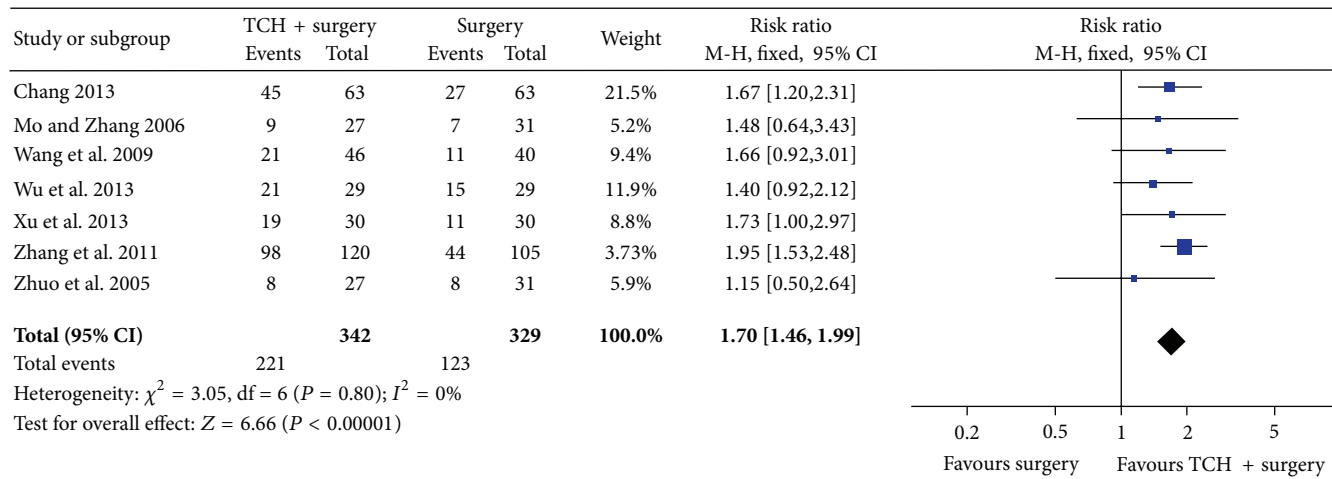 Study or subgroup TCH + surgery Surgery Weight Risk ratio Risk ratio
Events Total Events Total M-H, fixed, 95% CI M-H, fixed, 95% CI
Chang 2013 45 63 27 63 21.5% 1.67 [1.20,2.31]
Mo and Zhang 2006 9 27 7 31 5.2% 1.48 [0.64,3.43]
Wang et al. 2009 21 46 11 40 9.4% 1.66 [0.92,3.01]
Wu et al. 2013 21 29 15 29 11.9% 1.40 [0.92,2.12]
Xu et al. 2013 19 30 11 30 8.8% 1.73 [1.00,2.97]
Zhang et al. 2011 98 120 44 105 3.73% 1.95 [1.53,2.48]
Zhuo et al. 2005 8 27 8 31 5.9% 1.15 [0.50,2.64]
Total (95% CI) 342 329 100.0% 1.70 [1.46, 1.99]
Total events 221 123
Heterogeneity: χ² = 3.05, df = 6 (P = 0.80); I² = 0%
Test for overall effect: Z = 6.66 (P < 0.00001)
0.2 0.5 1 2 5
Favours surgery Favours TCH + surgery